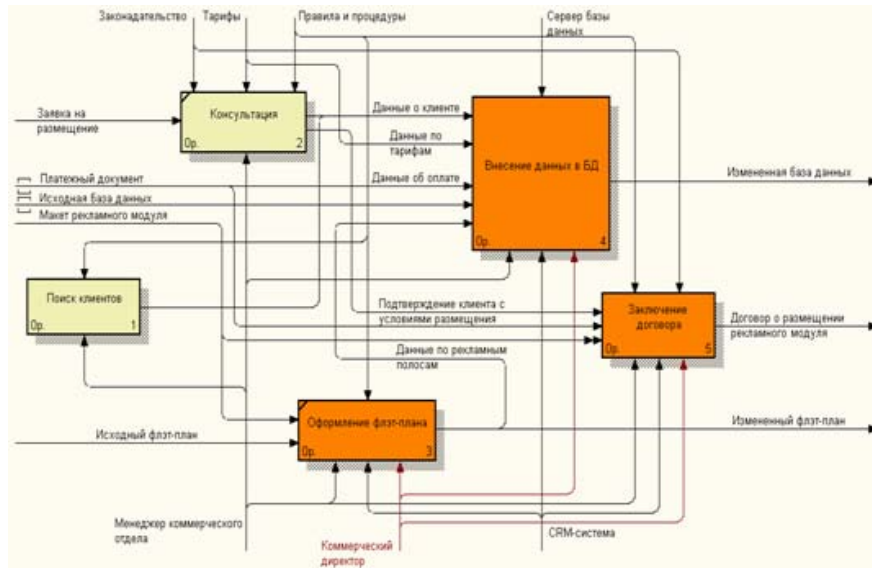 Законадательство
Тарифы
Правила и процедуры
Сервер базы
данных
Заявка на
размещение
Консультация
0р.
2
Данные о клиенте
Данные по
тарифам
Внесение данных в БД
0р.
4
Платежный документ
Данные об оплате
Измененная база данных
Исходная база данных
Макет рекламного модуля
Поиск клиентов
0р.
1
Подтверждение клиента с
условиями размещения
Заключение
договора
0р.
5
Договор о размещении
рекламного модуля
Данные по рекламным
полосам
Оформление флэт-плана
0р.
3
Исходный флэт-план
Измененный флэт-план
Менеджер коммерческого
отдела
Коммерческий
директор
CRM-система